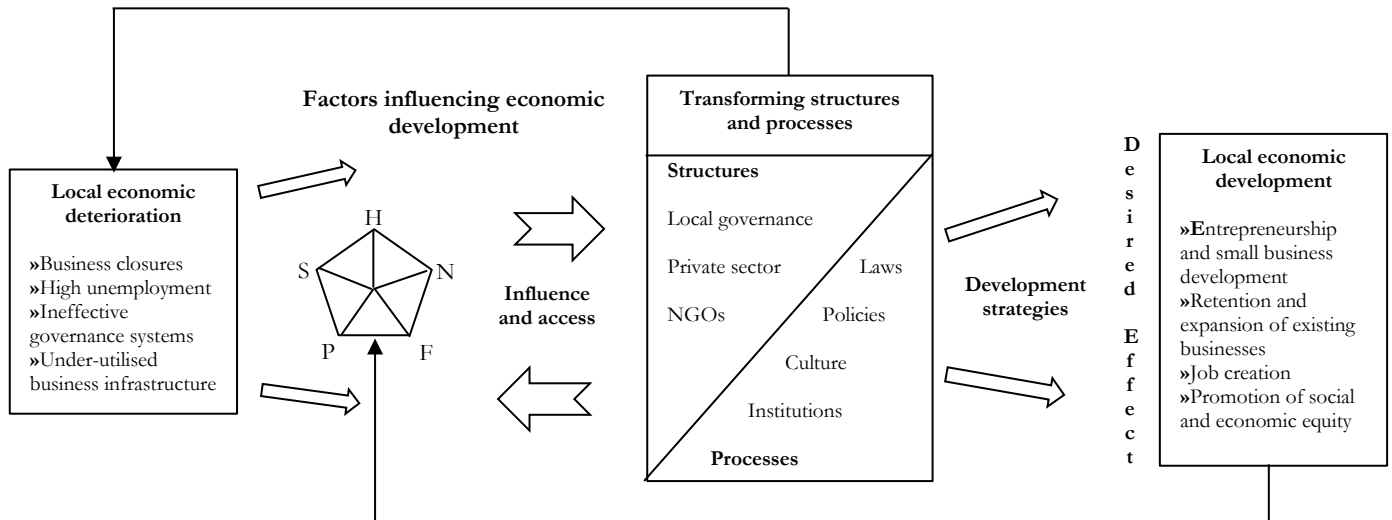 Local economic
deterioration
»Business closures
»High unemployment
»Ineffective
governance systems
»Under-utilised
business infrastructure
Factors influencing economic
development
H
S
N
P
F
Influence
and access
Transforming structures
and processes
Structures
Local governance
Private sector
NGOs
Laws
Policies
Culture
Institutions
Processes
Development
strategies
Desired
Effect
Local economic
development
»Entrepreneurship
and small business
development
»Retention and
expansion of existing
businesses
»Job creation
»Promotion of social
and economic equity